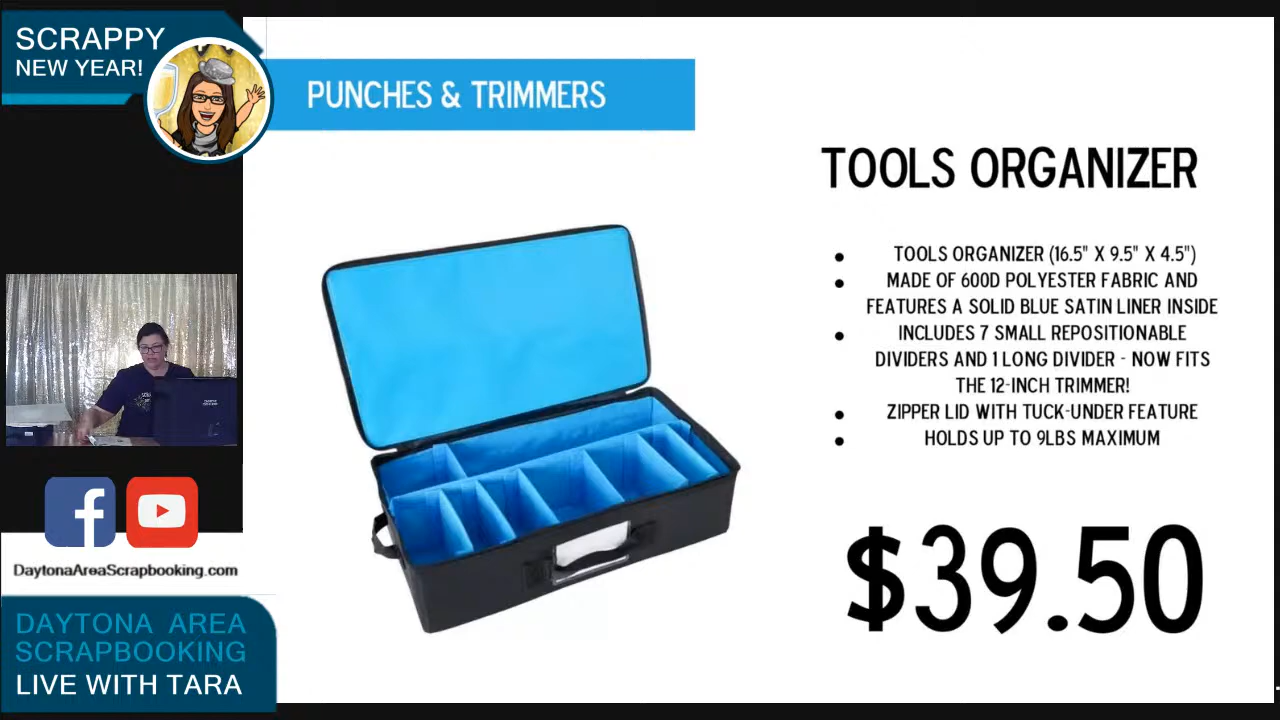 SCRAPPY
NEW YEAR!
PUNCHES & TRIMMERS
TOOLS ORGANIZER
TOOLS ORGANIZER (16.5" X 9.5" X 4.5")
MADE OF 600D POLYESTER FABRIC AND
FEATURES A SOLID BLUE SATIN LINER INSIDE
INCLUDES 7 SMALL REPOSITIONABLE
DIVIDERS AND 1 LONG DIVIDER - NOW FITS
THE 12-INCH TRIMMER!
ZIPPER LID WITH TUCK-UNDER FEATURE
HOLDS UP TO 9LBS MAXIMUM
$39.50
DaytonaAreaScrapbooking.com
DAYTONA AREA
SCRAPBOOKING
LIVE WITH TARA